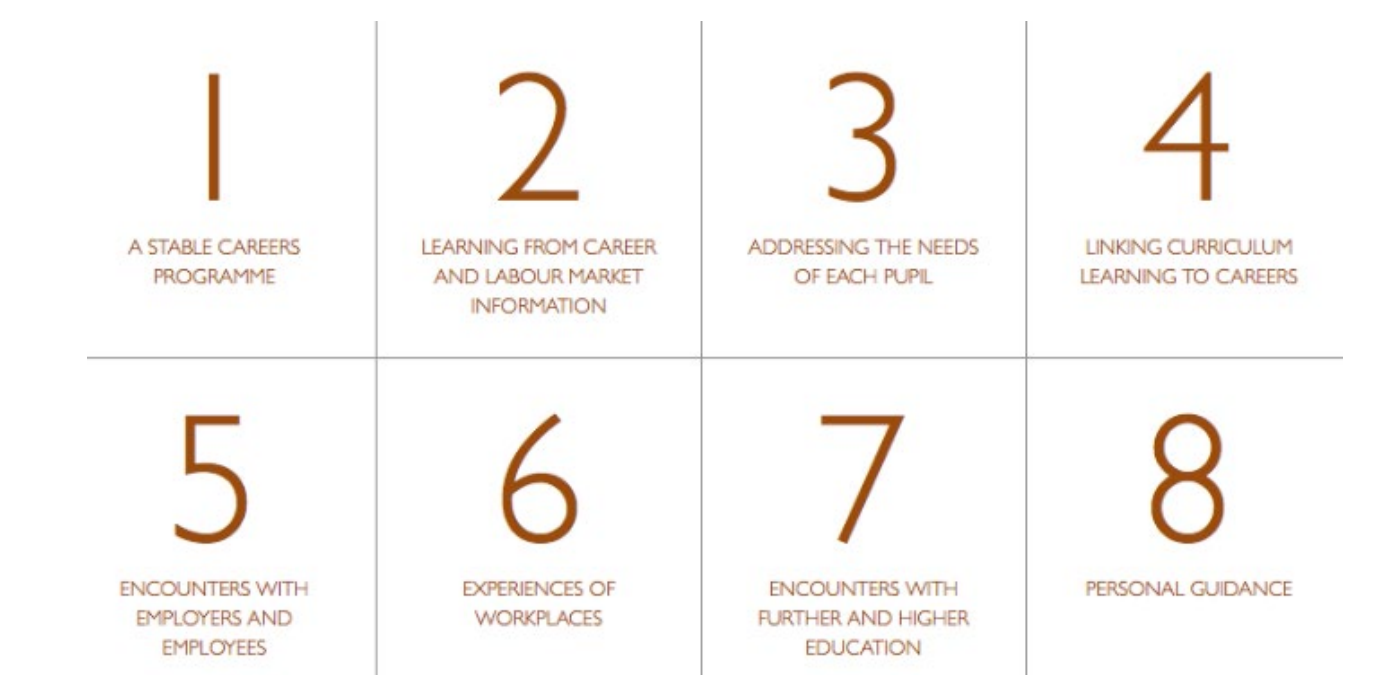 1
A STABLE CAREERS
PROGRAMME
2
LEARNING FROM CAREER
AND LABOUR MARKET
INFORMATION
3
ADDRESSING THE NEEDS
OF EACH PUPIL
4
LINKING CURRICULUM
LEARNING TO CAREERS
5
ENCOUNTERS WITH
EMPLOYERS AND
EMPLOYEES
6
EXPERIENCES OF
WORKPLACES
7
ENCOUNTERS WITH
FURTHER AND HIGHER
EDUCATION
8
PERSONAL GUIDANCE